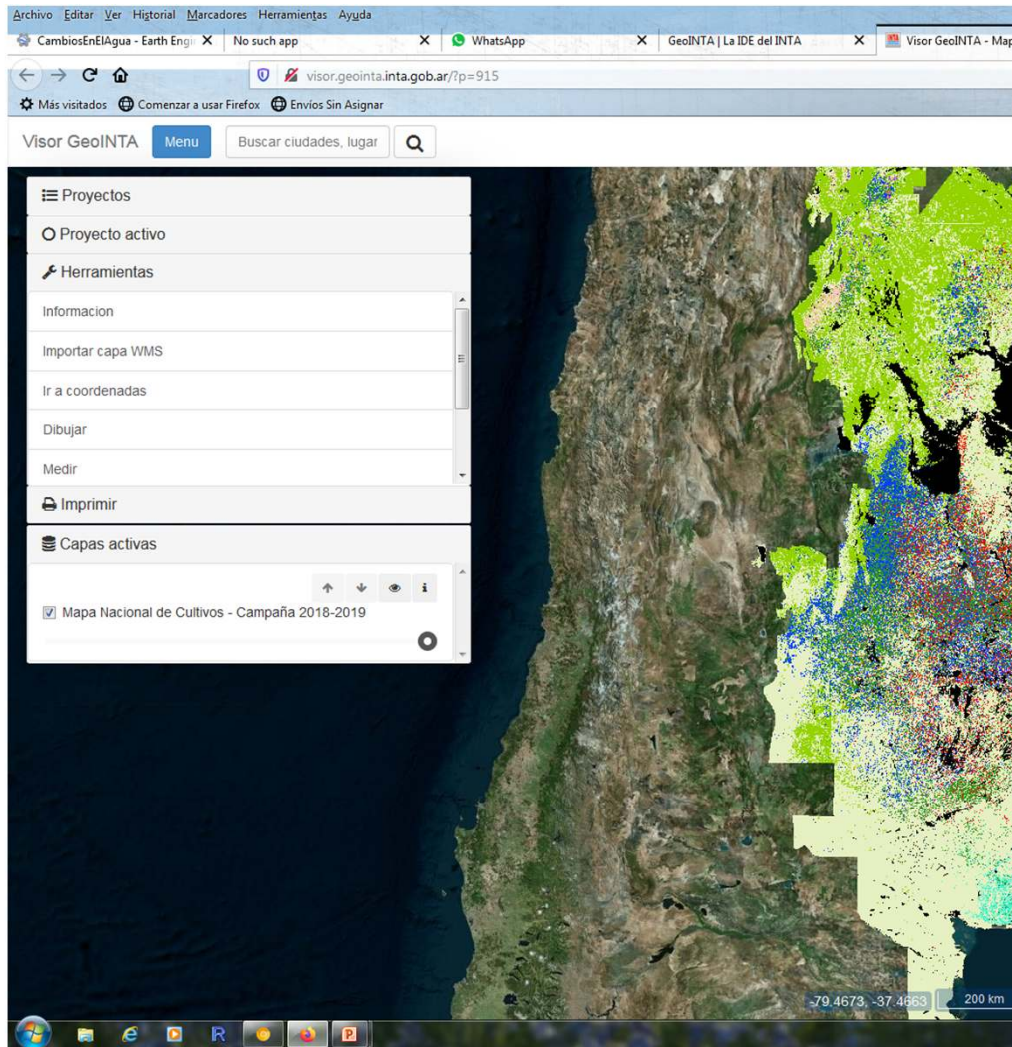 Archivo Editar Ver Historial Marcadores Herramientas Ayuda
CambiosEnElAgua - Earth Engi No such app WhatsApp GeoINTA | La IDE del INTA Visor GeoINTA - Map
visor.geointa.inta.gob.ar/?p=915
Más visitados Comenzar a usar Firefox Envíos Sin Asignar
Visor GeoINTA Menu Buscar ciudades, lugar
Proyectos
Proyecto activo
Herramientas
Informacion
Importar capa WMS
Ir a coordenadas
Dibujar
Medir
Imprimir
Capas activas
Mapa Nacional de Cultivos - Campaña 2018-2019
-79.4673, -37.4663 200 km